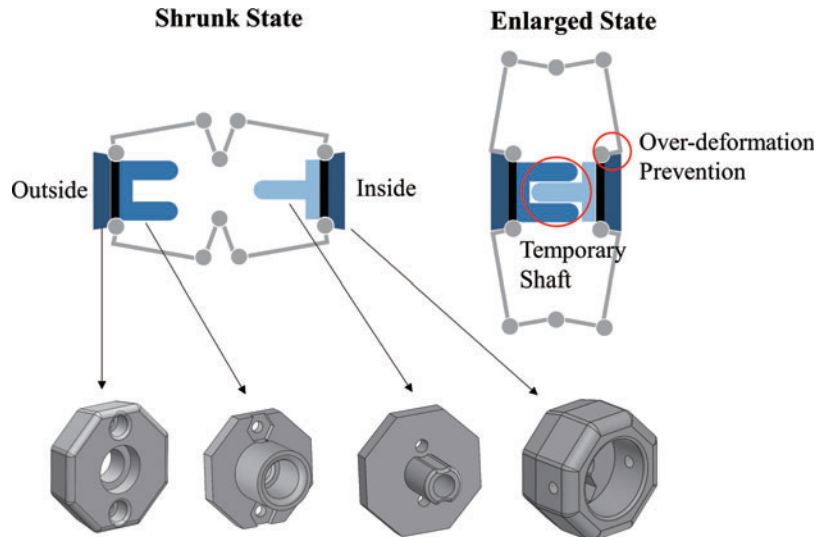 Shrunk State
Enlarged State
Over-deformation
Prevention
Outside
Inside
Temporary
Shaft